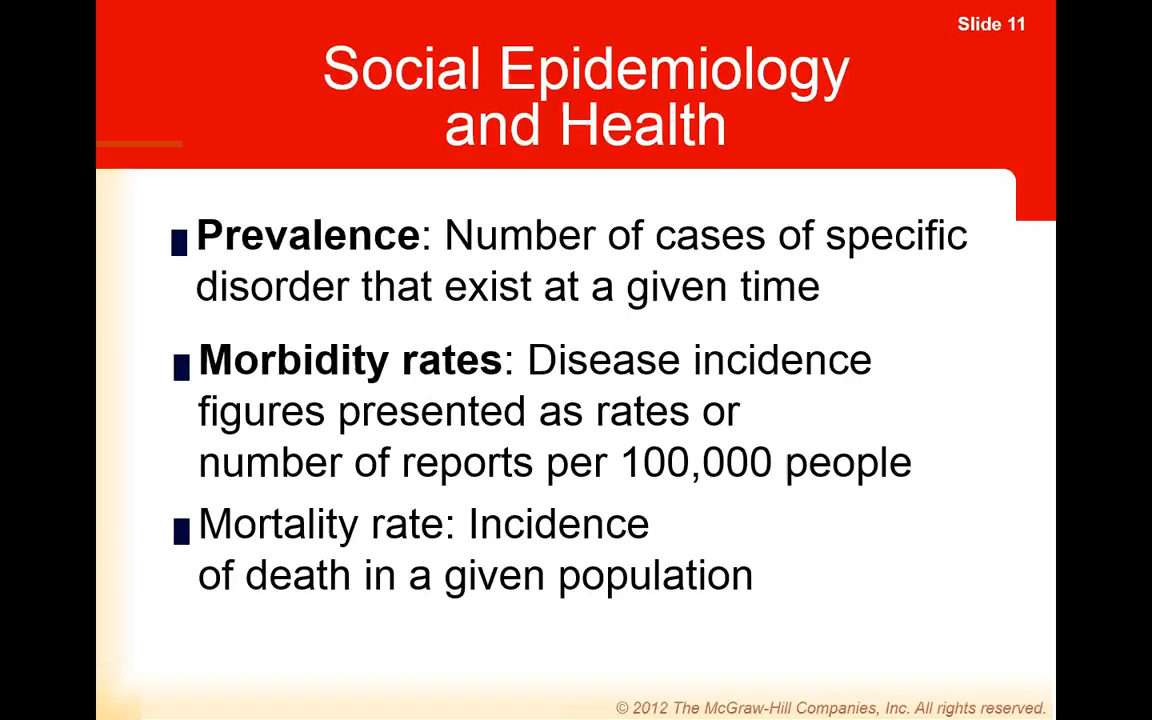 Slide 11
Social Epidemiology
and Health
Prevalence: Number of cases of specific
disorder that exist at a given time
Morbidity rates: Disease incidence
figures presented as rates or
number of reports per 100,000 people
Mortality rate: Incidence
of death in a given population
© 2012 The McGraw-Hill Companies, Inc. All rights reserved.